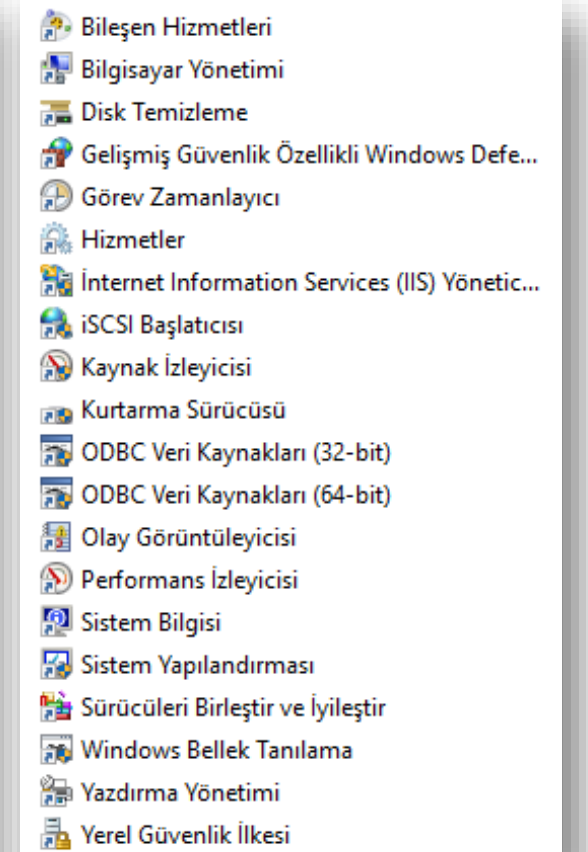 Bileşen Hizmetleri
Bilgisayar Yönetimi
Disk Temizleme
Gelişmiş Güvenlik Özellikli Windows Defe...
Görev Zamanlayıcı
Hizmetler
İnternet Information Services (IIS) Yönetic...
iSCSI Başlatıcısı
Kaynak İzleyicisi
Kurtarma Sürücüsü
ODBC Veri Kaynakları (32-bit)
ODBC Veri Kaynakları (64-bit)
Olay Görüntüleyicisi
Performans İzleyicisi
Sistem Bilgisi
Sistem Yapılandırması
Sürücüleri Birleştir ve İyileştir
Windows Bellek Tanılama
Yazdırma Yönetimi
Yerel Güvenlik İlkesi